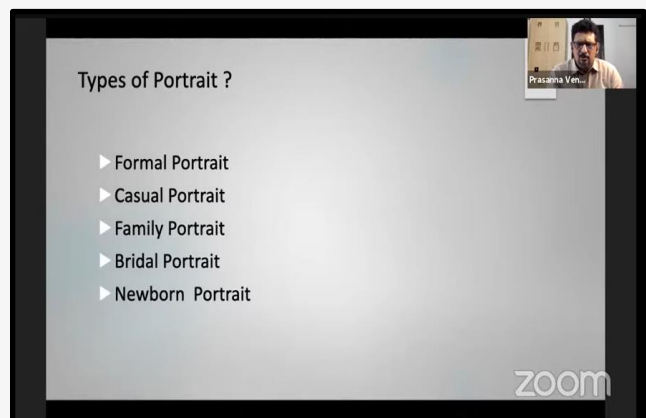 Types of Portrait ?
Prasanna Ven...
Formal Portrait
Casual Portrait
Family Portrait
Bridal Portrait
Newborn  Portrait
zoom